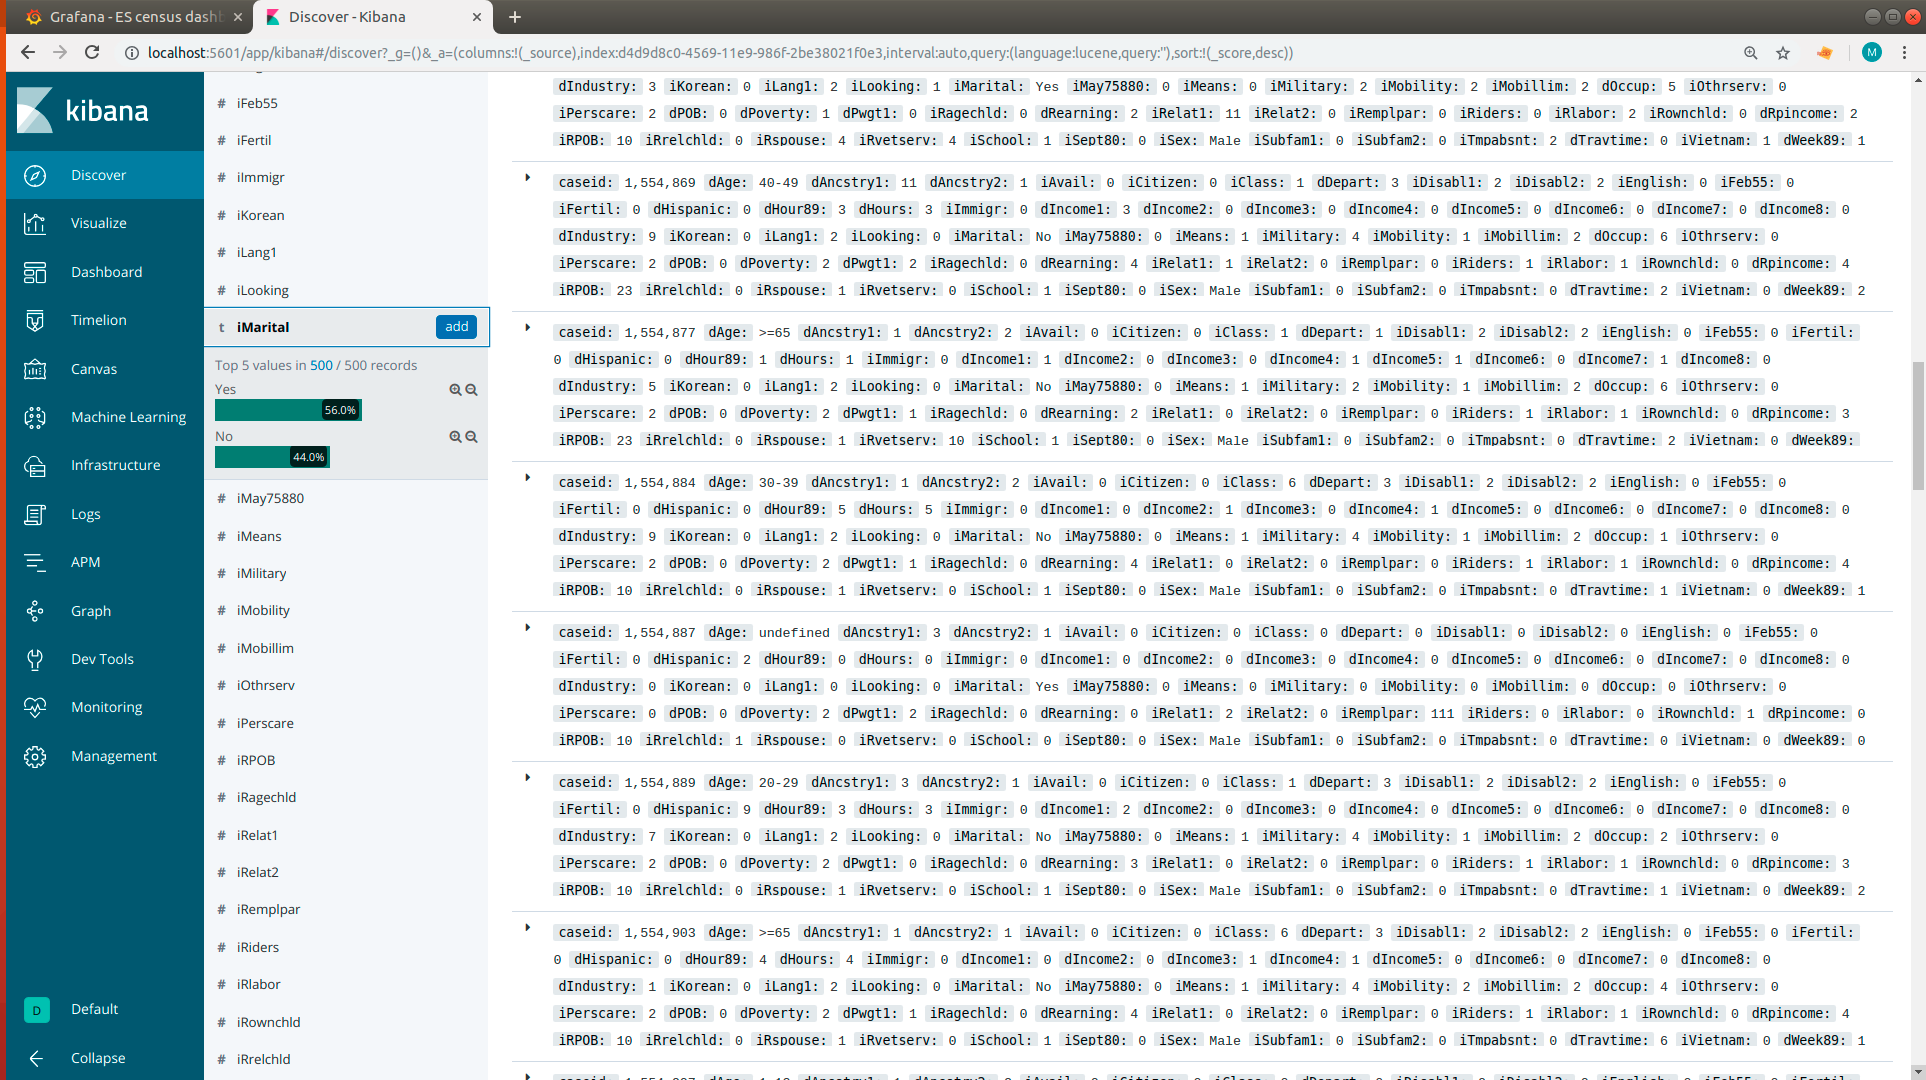 Grafana - ES census dashb
Discover - Kibana
localhost:5601/app/kibana#/discover?_g=()&_a=(columns:!(_source),index:d4d9d8c0-4569-11e9-986f-2be38021f0e3,interval:auto,query:(language:lucene,query:''),sort:!(_score,desc))
M
kibana
Discover
Visualize
Dashboard
Timelion
Canvas
Machine Learning
Infrastructure
Logs
APM
Graph
Dev Tools
Monitoring
Management
D Default
Collapse
# iFeb55
# iFertil
# iImmigr
# iKorean
# iLang1
# iLooking
t iMarital add
Top 5 values in 500 / 500 records
Yes
56.0%
No
44.0%
# iMay75880
# iMeans
# iMilitary
# iMobility
# iMobillim
# iOthrserv
# iPerscare
# iRPOB
# iRagechld
# iRelat1
# iRelat2
# iRemplpar
# iRiders
# iRlabor
# iRownchld
# iRrelchld
dIndustry: 3 iKorean: 0 iLang1: 2 iLooking: 1 iMarital: Yes iMay75880: 0 iMeans: 0 iMilitary: 2 iMobility: 2 iMobillim: 2 dOccup: 5 iOthrserv: 0
iPerscare: 2 dPOB: 0 dPoverty: 1 dPwgt1: 0 iRagechld: 0 dRearning: 2 iRelat1: 11 iRelat2: 0 iRemplpar: 0 iRiders: 0 iRlabor: 2 iRownchld: 0 dRpincome: 2
iRPOB: 10 iRrelchld: 0 iRspouse: 4 iRvetserv: 4 iSchool: 1 iSept80: 0 iSex: Male iSubfam1: 0 iSubfam2: 0 iTmpabsnt: 2 dTravtime: 0 iVietnam: 1 dWeek89: 1
caseid: 1,554,869 dAge: 40-49 dAncstry1: 11 dAncstry2: 1 iAvail: 0 iCitizen: 0 iClass: 1 dDepart: 3 iDisabl1: 2 iDisabl2: 2 iEnglish: 0 iFeb55: 0
iFertil: 0 dHispanic: 0 dHour89: 3 dHours: 3 iImmigr: 0 dIncome1: 3 dIncome2: 0 dIncome3: 0 dIncome4: 0 dIncome5: 0 dIncome6: 0 dIncome7: 0 dIncome8: 0
dIndustry: 9 iKorean: 0 iLang1: 2 iLooking: 0 iMarital: No iMay75880: 0 iMeans: 1 iMilitary: 4 iMobility: 1 iMobillim: 2 dOccup: 6 iOthrserv: 0
iPerscare: 2 dPOB: 0 dPoverty: 2 dPwgt1: 2 iRagechld: 0 dRearning: 4 iRelat1: 1 iRelat2: 0 iRemplpar: 0 iRiders: 1 iRlabor: 1 iRownchld: 0 dRpincome: 4
iRPOB: 23 iRrelchld: 0 iRspouse: 1 iRvetserv: 0 iSchool: 1 iSept80: 0 iSex: Male iSubfam1: 0 iSubfam2: 0 iTmpabsnt: 0 dTravtime: 2 iVietnam: 0 dWeek89: 2
caseid: 1,554,877 dAge: >=65 dAncstry1: 1 dAncstry2: 2 iAvail: 0 iCitizen: 0 iClass: 1 dDepart: 1 iDisabl1: 2 iDisabl2: 2 iEnglish: 0 iFeb55: 0 iFertil:
0 dHispanic: 0 dHour89: 1 dHours: 1 iImmigr: 0 dIncome1: 1 dIncome2: 0 dIncome3: 0 dIncome4: 1 dIncome5: 1 dIncome6: 0 dIncome7: 1 dIncome8: 0
dIndustry: 5 iKorean: 0 iLang1: 2 iLooking: 0 iMarital: No iMay75880: 0 iMeans: 1 iMilitary: 2 iMobility: 1 iMobillim: 2 dOccup: 6 iOthrserv: 0
iPerscare: 2 dPOB: 0 dPoverty: 2 dPwgt1: 1 iRagechld: 0 dRearning: 2 iRelat1: 0 iRelat2: 0 iRemplpar: 0 iRiders: 1 iRlabor: 1 iRownchld: 0 dRpincome: 3
iRPOB: 23 iRrelchld: 0 iRspouse: 1 iRvetserv: 10 iSchool: 1 iSept80: 0 iSex: Male iSubfam1: 0 iSubfam2: 0 iTmpabsnt: 0 dTravtime: 2 iVietnam: 0 dWeek89:
caseid: 1,554,884 dAge: 30-39 dAncstry1: 1 dAncstry2: 2 iAvail: 0 iCitizen: 0 iClass: 6 dDepart: 3 iDisabl1: 2 iDisabl2: 2 iEnglish: 0 iFeb55: 0
iFertil: 0 dHispanic: 0 dHour89: 5 dHours: 5 iImmigr: 0 dIncome1: 0 dIncome2: 1 dIncome3: 0 dIncome4: 1 dIncome5: 0 dIncome6: 0 dIncome7: 0 dIncome8: 0
dIndustry: 9 iKorean: 0 iLang1: 2 iLooking: 0 iMarital: No iMay75880: 0 iMeans: 1 iMilitary: 4 iMobility: 1 iMobillim: 2 dOccup: 1 iOthrserv: 0
iPerscare: 2 dPOB: 0 dPoverty: 2 dPwgt1: 1 iRagechld: 0 dRearning: 4 iRelat1: 0 iRelat2: 0 iRemplpar: 0 iRiders: 1 iRlabor: 1 iRownchld: 0 dRpincome: 4
iRPOB: 10 iRrelchld: 0 iRspouse: 1 iRvetserv: 0 iSchool: 1 iSept80: 0 iSex: Male iSubfam1: 0 iSubfam2: 0 iTmpabsnt: 0 dTravtime: 1 iVietnam: 0 dWeek89: 1
caseid: 1,554,887 dAge: undefined dAncstry1: 3 dAncstry2: 1 iAvail: 0 iCitizen: 0 iClass: 0 dDepart: 0 iDisabl1: 0 iDisabl2: 0 iEnglish: 0 iFeb55: 0
iFertil: 0 dHispanic: 2 dHour89: 0 dHours: 0 iImmigr: 0 dIncome1: 0 dIncome2: 0 dIncome3: 0 dIncome4: 0 dIncome5: 0 dIncome6: 0 dIncome7: 0 dIncome8: 0
dIndustry: 0 iKorean: 0 iLang1: 0 iLooking: 0 iMarital: Yes iMay75880: 0 iMeans: 0 iMilitary: 0 iMobility: 0 iMobillim: 0 dOccup: 0 iOthrserv: 0
iPerscare: 0 dPOB: 0 dPoverty: 2 dPwgt1: 2 iRagechld: 0 dRearning: 0 iRelat1: 2 iRelat2: 0 iRemplpar: 111 iRiders: 0 iRlabor: 0 iRownchld: 1 dRpincome: 0
iRPOB: 10 iRrelchld: 1 iRspouse: 0 iRvetserv: 0 iSchool: 0 iSept80: 0 iSex: Male iSubfam1: 0 iSubfam2: 0 iTmpabsnt: 0 dTravtime: 0 iVietnam: 0 dWeek89: 0
caseid: 1,554,889 dAge: 20-29 dAncstry1: 3 dAncstry2: 1 iAvail: 0 iCitizen: 0 iClass: 1 dDepart: 3 iDisabl1: 2 iDisabl2: 2 iEnglish: 0 iFeb55: 0
iFertil: 0 dHispanic: 9 dHour89: 3 dHours: 3 iImmigr: 0 dIncome1: 2 dIncome2: 0 dIncome3: 0 dIncome4: 0 dIncome5: 0 dIncome6: 0 dIncome7: 0 dIncome8: 0
dIndustry: 7 iKorean: 0 iLang1: 2 iLooking: 0 iMarital: No iMay75880: 0 iMeans: 1 iMilitary: 4 iMobility: 1 iMobillim: 2 dOccup: 2 iOthrserv: 0
iPerscare: 2 dPOB: 0 dPoverty: 2 dPwgt1: 0 iRagechld: 0 dRearning: 3 iRelat1: 0 iRelat2: 0 iRemplpar: 0 iRiders: 1 iRlabor: 1 iRownchld: 0 dRpincome: 3
iRPOB: 10 iRrelchld: 0 iRspouse: 1 iRvetserv: 0 iSchool: 1 iSept80: 0 iSex: Male iSubfam1: 0 iSubfam2: 0 iTmpabsnt: 0 dTravtime: 1 iVietnam: 0 dWeek89: 2
caseid: 1,554,903 dAge: >=65 dAncstry1: 1 dAncstry2: 1 iAvail: 0 iCitizen: 0 iClass: 6 dDepart: 3 iDisabl1: 2 iDisabl2: 2 iEnglish: 0 iFeb55: 0 iFertil:
0 dHispanic: 0 dHour89: 4 dHours: 4 iImmigr: 0 dIncome1: 0 dIncome2: 0 dIncome3: 1 dIncome4: 1 dIncome5: 0 dIncome6: 0 dIncome7: 0 dIncome8: 0
dIndustry: 1 iKorean: 0 iLang1: 2 iLooking: 0 iMarital: No iMay75880: 0 iMeans: 1 iMilitary: 4 iMobility: 2 iMobillim: 2 dOccup: 4 iOthrserv: 0
iPerscare: 2 dPOB: 0 dPoverty: 2 dPwgt1: 1 iRagechld: 0 dRearning: 4 iRelat1: 0 iRelat2: 0 iRemplpar: 0 iRiders: 1 iRlabor: 1 iRownchld: 0 dRpincome: 4
iRPOB: 10 iRrelchld: 0 iRspouse: 1 iRvetserv: 0 iSchool: 1 iSept80: 0 iSex: Male iSubfam1: 0 iSubfam2: 0 iTmpabsnt: 0 dTravtime: 6 iVietnam: 0 dWeek89: 1